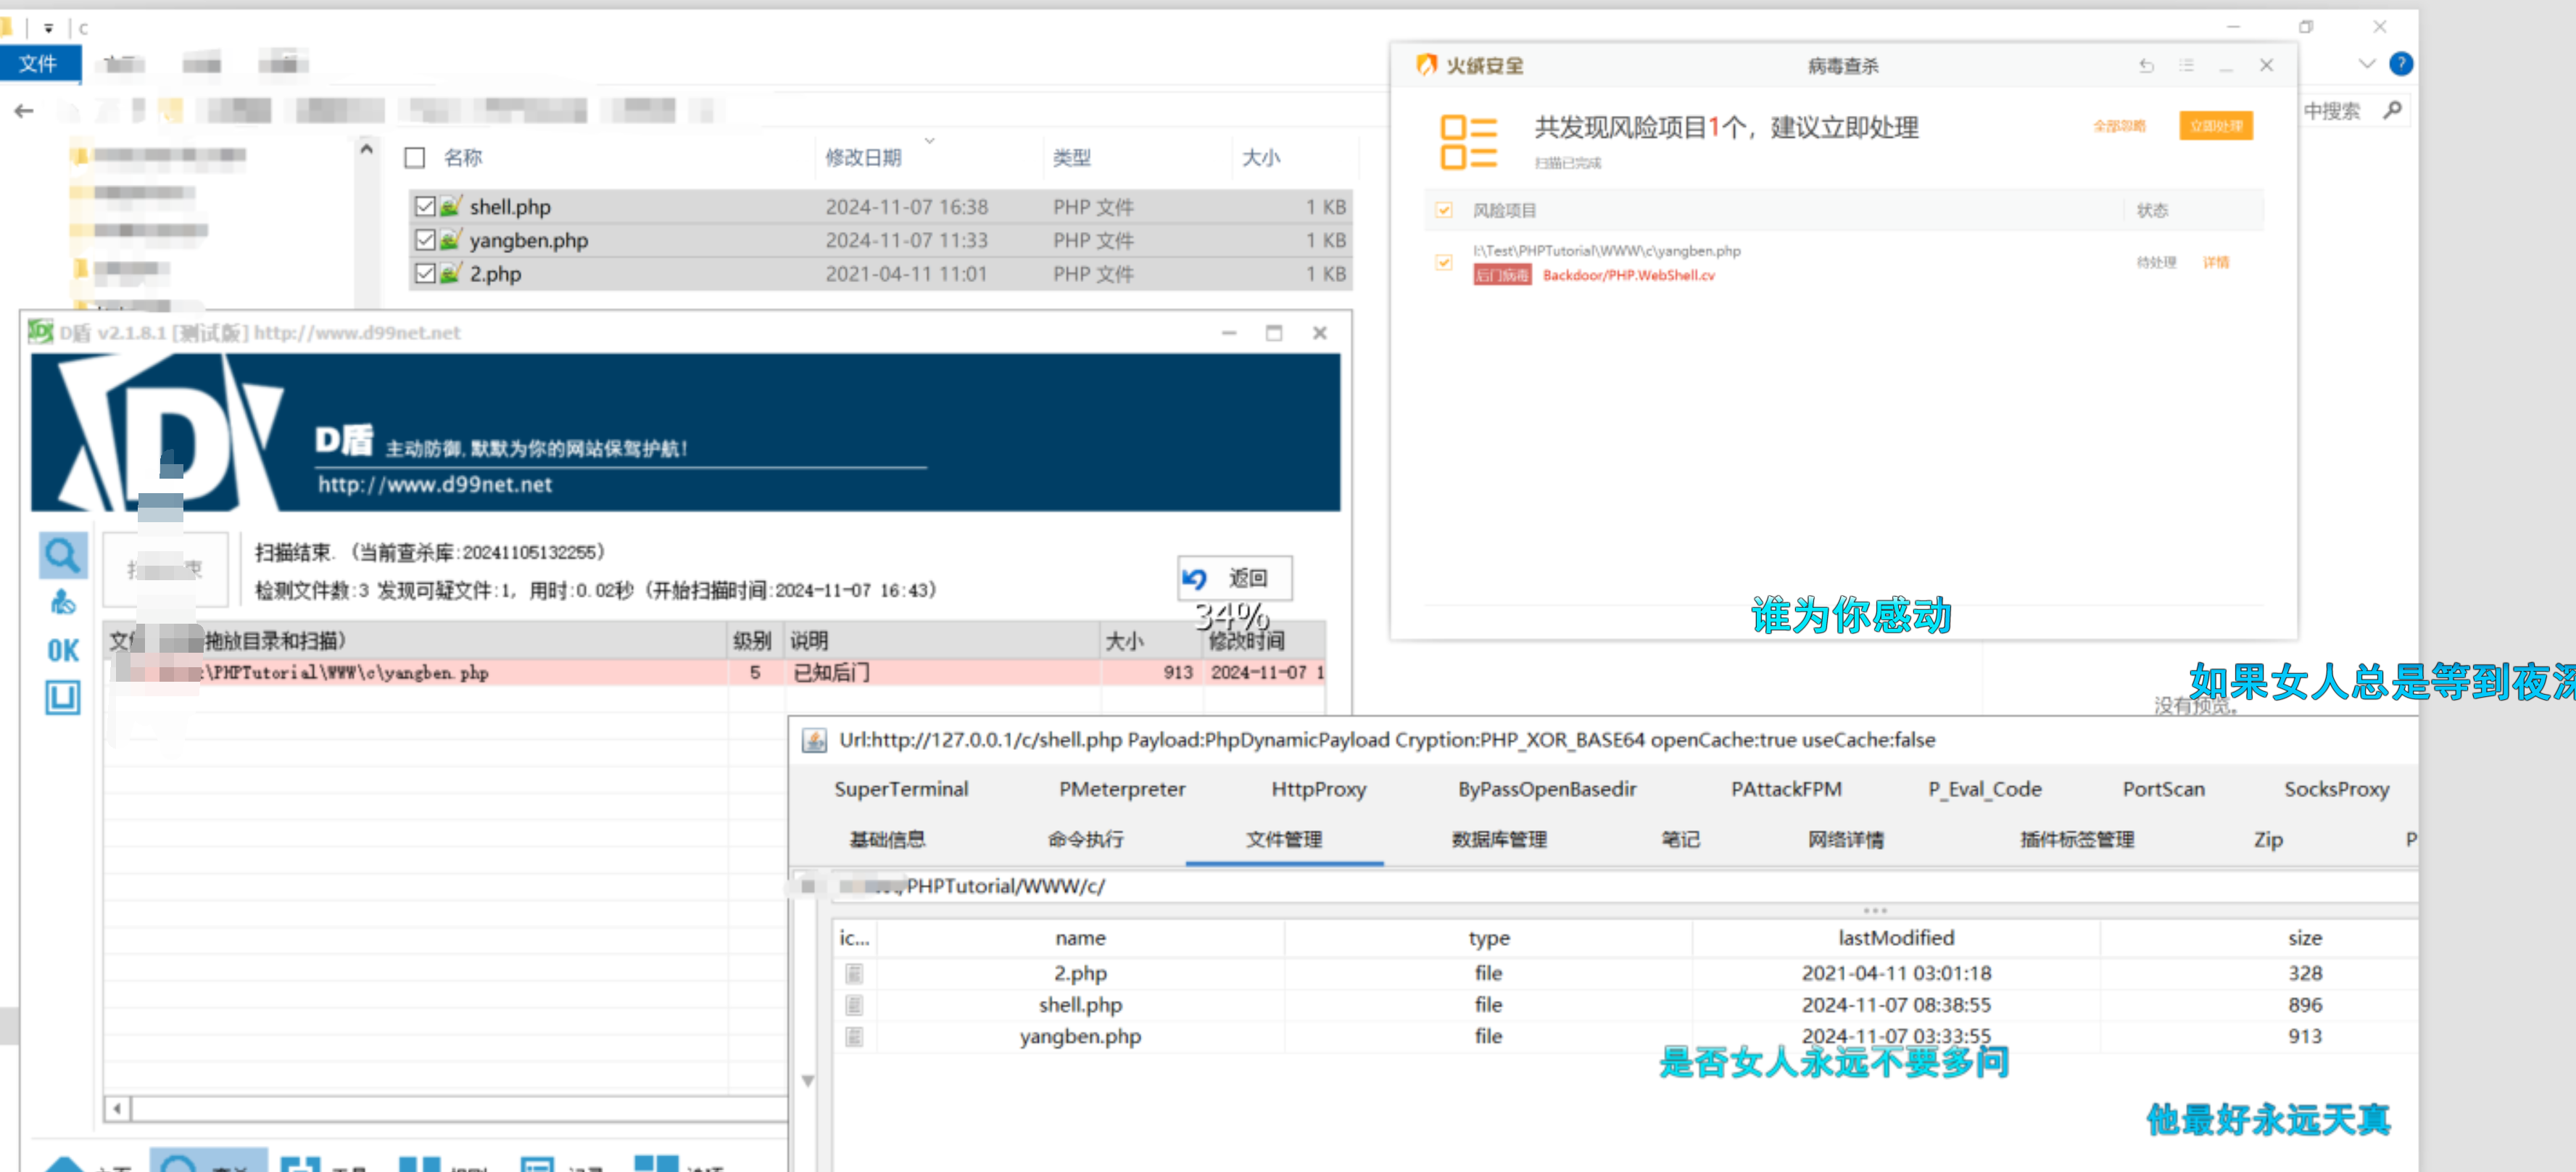 c
文件
中搜索
名称 修改日期 类型 大小
shell.php 2024-11-07 16:38 PHP 文件 1 KB
yangben.php 2024-11-07 11:33 PHP 文件 1 KB
2.php 2021-04-11 11:01 PHP 文件 1 KB
火绒安全 病毒查杀
共发现风险项目1个，建议立即处理
扫描已完成
全部忽略 立即处理
风险项目 状态
I:\Test\PHPTutorial\WWW\c\yangben.php
后门病毒 Backdoor/PHP.WebShell.cv
待处理 详情
D盾 v2.1.8.1 [测试版] http://www.d99net.net
D盾 主动防御,默默为你的网站保驾护航!
http://www.d99net.net
扫描结束. (当前查杀库:20241105132255)
检测文件数:3 发现可疑文件:1, 用时:0.02秒 (开始扫描时间:2024-11-07 16:43)
返回
34%
OK
拖放目录和扫描) 级别 说明 大小 修改时间
:\PHPTutorial\WWW\c\yangben.php 5 已知后门 913 2024-11-07 1
谁为你感动
如果女人总是等到夜深
没有预览。
Url:http://127.0.0.1/c/shell.php Payload:PhpDynamicPayload Cryption:PHP_XOR_BASE64 openCache:true useCache:false
SuperTerminal PMeterpreter HttpProxy ByPassOpenBasedir PAttackFPM P_Eval_Code PortScan SocksProxy
基础信息 命令执行 文件管理 数据库管理 笔记 网络详情 插件标签管理 Zip P
/PHPTutorial/WWW/c/
ic... name type lastModified size
2.php file 2021-04-11 03:01:18 328
shell.php file 2024-11-07 08:38:55 896
yangben.php file 2024-11-07 03:33:55 913
是否女人永远不要多问
他最好永远天真